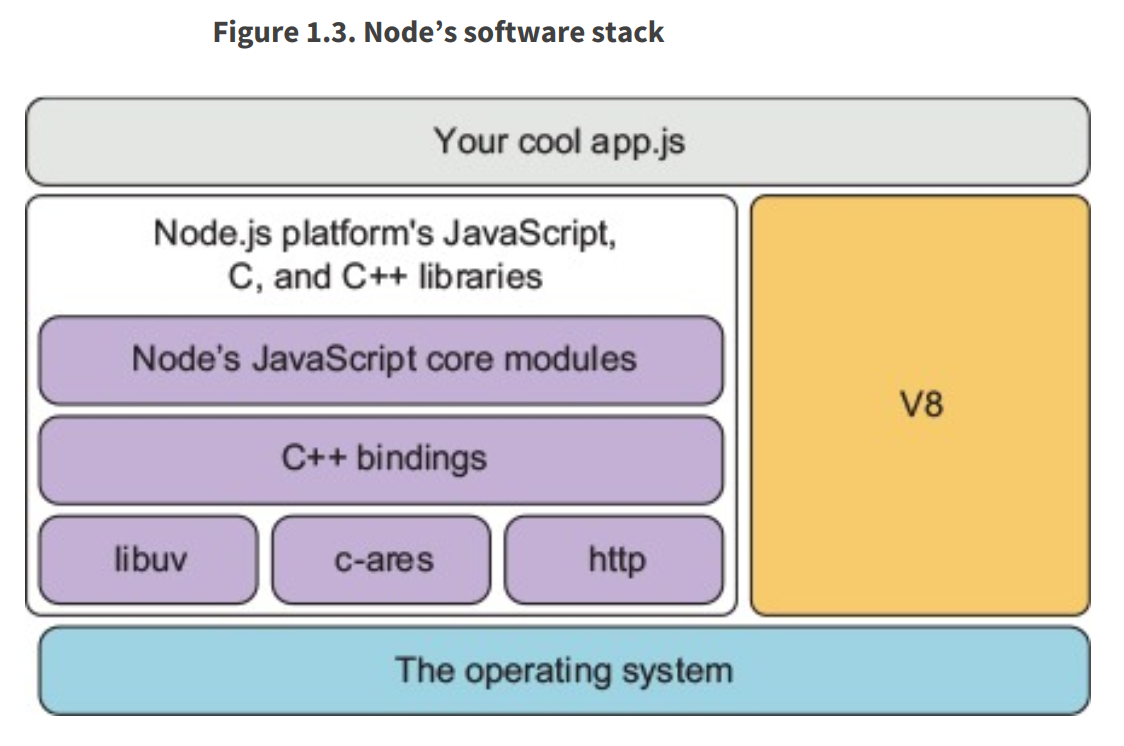 Figure 1.3. Node’s software stack
Your cool app.js
Node.js platform's JavaScript,
C, and C++ libraries
Node’s JavaScript core modules
C++ bindings
libuv
c-ares
http
V8
The operating system